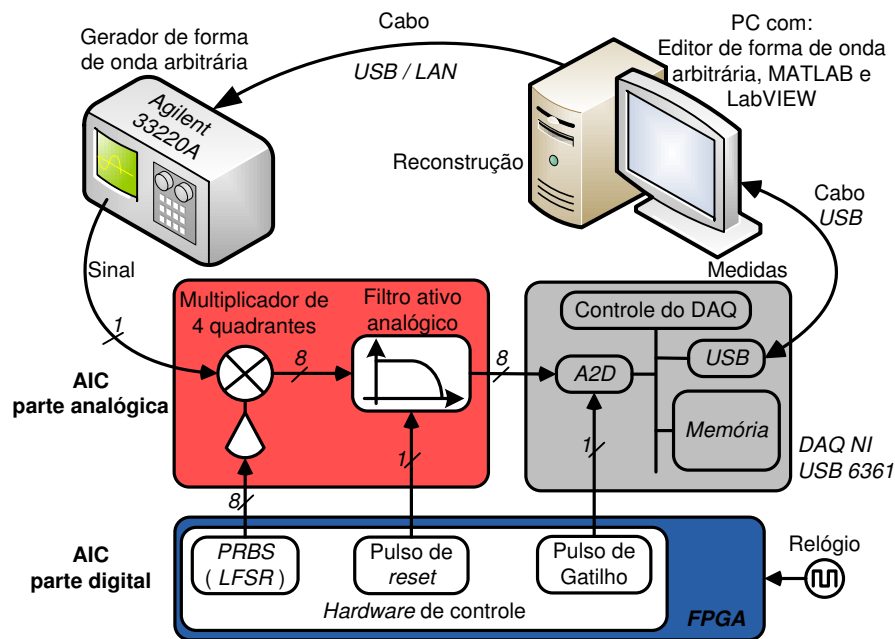 Cabo
Gerador de forma
de onda arbitrária
USB / LAN
PC com:
Editor de forma de onda
arbitrária, MATLAB e
LabVIEW
Agilent
33220A
Reconstrução
Cabo
USB
Sinal
Medidas
Multiplicador de
4 quadrantes
Filtro ativo
analógico
Controle do DAQ
1
8
8
A2D
USB
AIC
parte analógica
1
1
Memória
DAQ NI
USB 6361
8
AIC
parte digital
PRBS
( LFSR )
Pulso de
reset
Pulso de
Gatilho
Relógio
Hardware de controle
FPGA